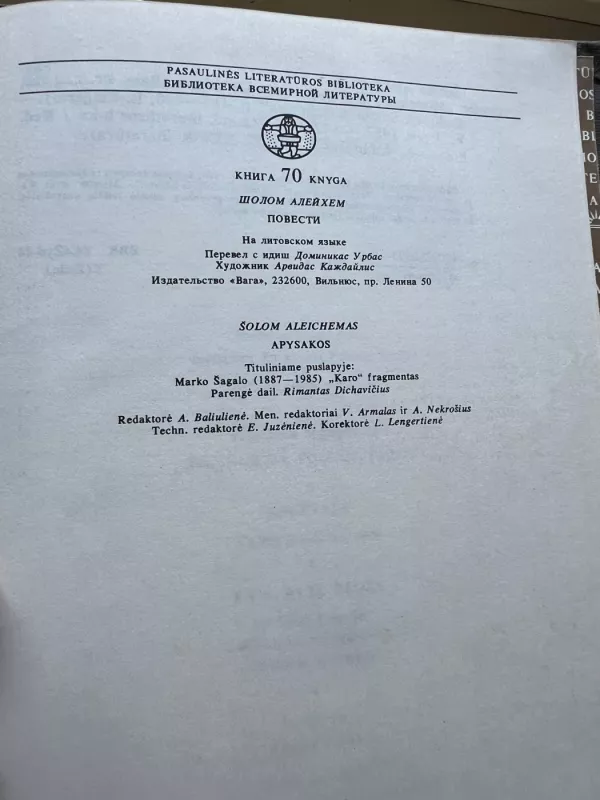 PASAULINĖS LITERATŪROS BIBLIOTEKA
БИБЛИОТЕКА ВСЕМИРНОЙ ЛИТЕРАТУРЫ
КНИГА 70 KNYGA
ШОЛОМ АЛЕЙХЕМ
ПОВЕСТИ
На литовском языке
Перевел с идиш Доминикас Урбас
Художник Арвидас Каждайлис
Издательство «Вага», 232600, Вильнюс, пр. Ленина 50
ŠOLOM ALEICHEMAS
APYSAKOS
Tituliniame puslapyje:
Marko Šagalo (1887—1985) „Karo“ fragmentas
Parengė dail. Rimantas Dichavičius
Redaktorė A. Baliulienė. Men. redaktoriai V. Armalas ir A. Nekrošius
Techn. redaktorė E. Juzėnienė. Korektorė L. Lengertienė